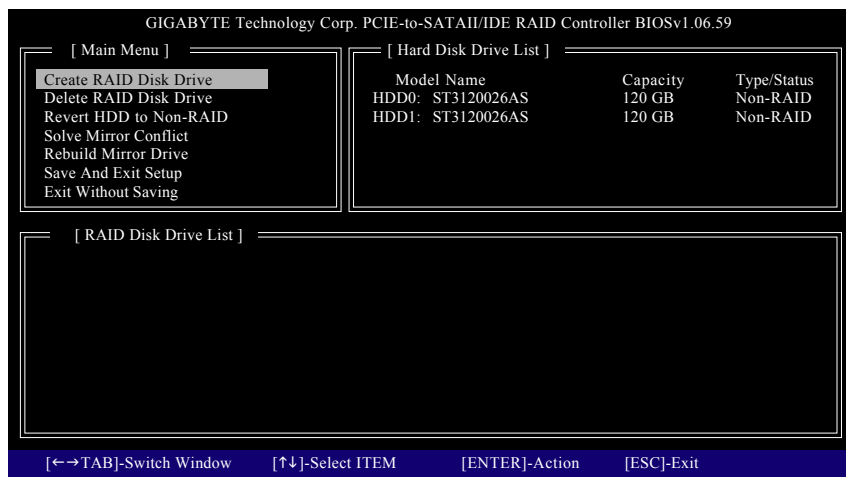 GIGABYTE Technology Corp. PCIE-to-SATAII/IDE RAID Controller BIOSv1.06.59
[ Main Menu ]
Create RAID Disk Drive
Delete RAID Disk Drive
Revert HDD to Non-RAID
Solve Mirror Conflict
Rebuild Mirror Drive
Save And Exit Setup
Exit Without Saving
[ Hard Disk Drive List ]
Model Name Capacity Type/Status
HDD0: ST3120026AS 120 GB Non-RAID
HDD1: ST3120026AS 120 GB Non-RAID
[ RAID Disk Drive List ]
[←→TAB]-Switch Window [↑↓]-Select ITEM [ENTER]-Action [ESC]-Exit